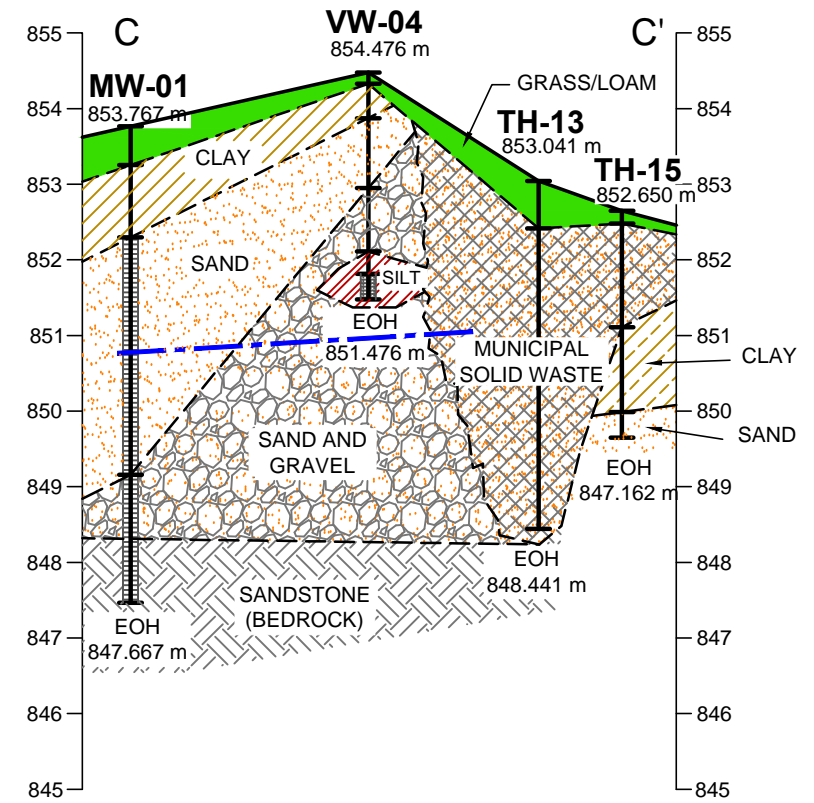 C
VW-04
854.476 m
C'
MW-01
853.767 m
GRASS/LOAM
TH-13
853.041 m
TH-15
852.650 m
CLAY
SAND
SILT
EOH
851.476 m
MUNICIPAL
SOLID WASTE
CLAY
SAND
SAND AND
GRAVEL
EOH
847.162 m
EOH
848.441 m
SANDSTONE
(BEDROCK)
EOH
847.667 m
855
854
853
852
851
850
849
848
847
846
845
855
854
853
852
851
850
849
848
847
846
845